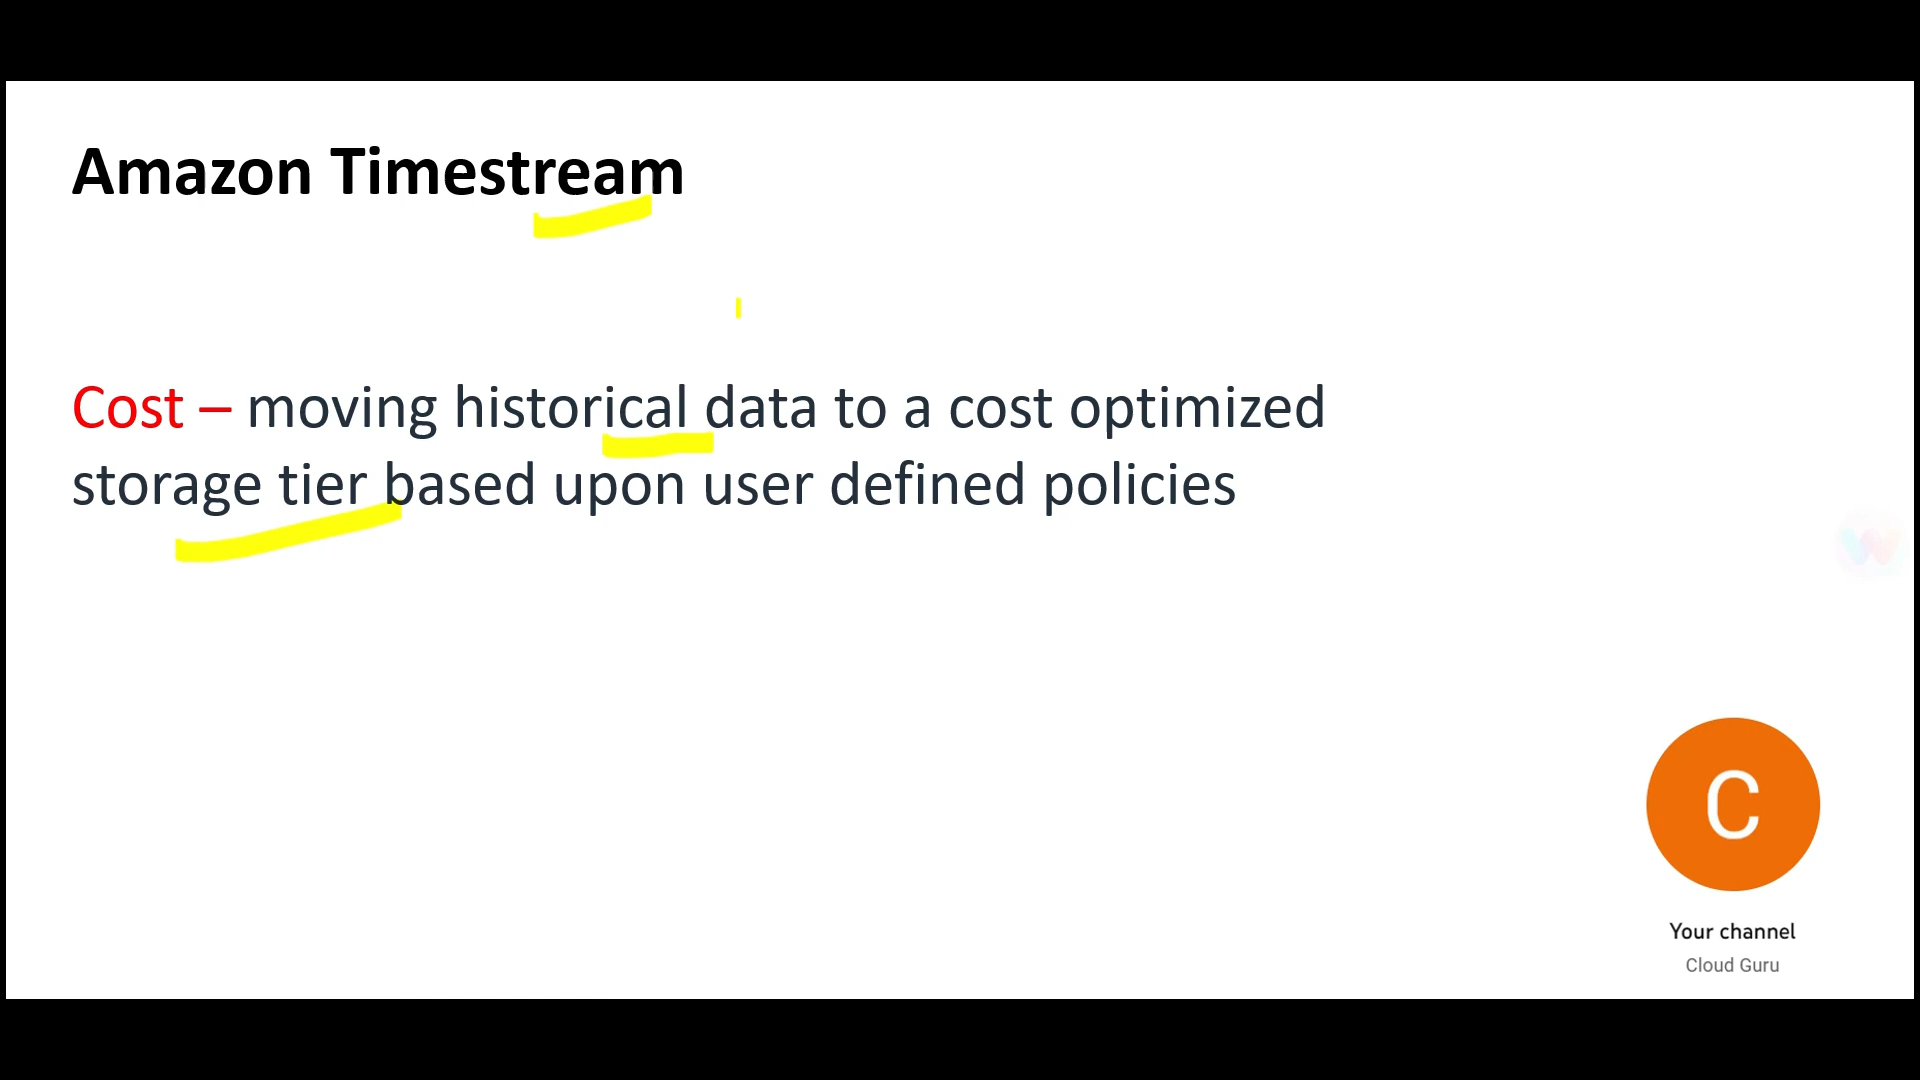 Amazon Timestream
Cost – moving historical data to a cost optimized
storage tier based upon user defined policies
C
Your channel
Cloud Guru
W